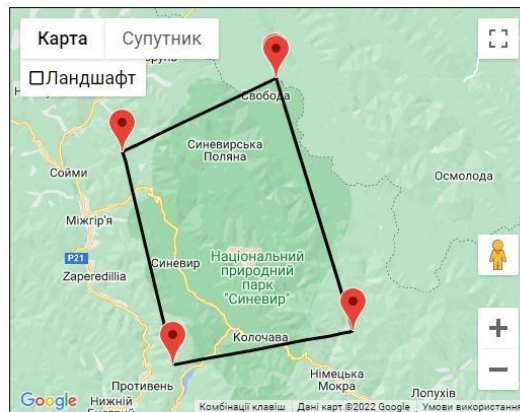 Карта
Супутник
Ландшафт
Свобода
Синевирська
Поляна
Сойми
Осмолода
Міжгір'я
P21
Синевир
Zaperedillia
Національний
природний
парк
"Синевир"
Колочава
Німецька
Мокра
Противень
Лопухів
Нижній
Google
Комбінації клавіш
Дані карт ©2022 Google
Умови використання